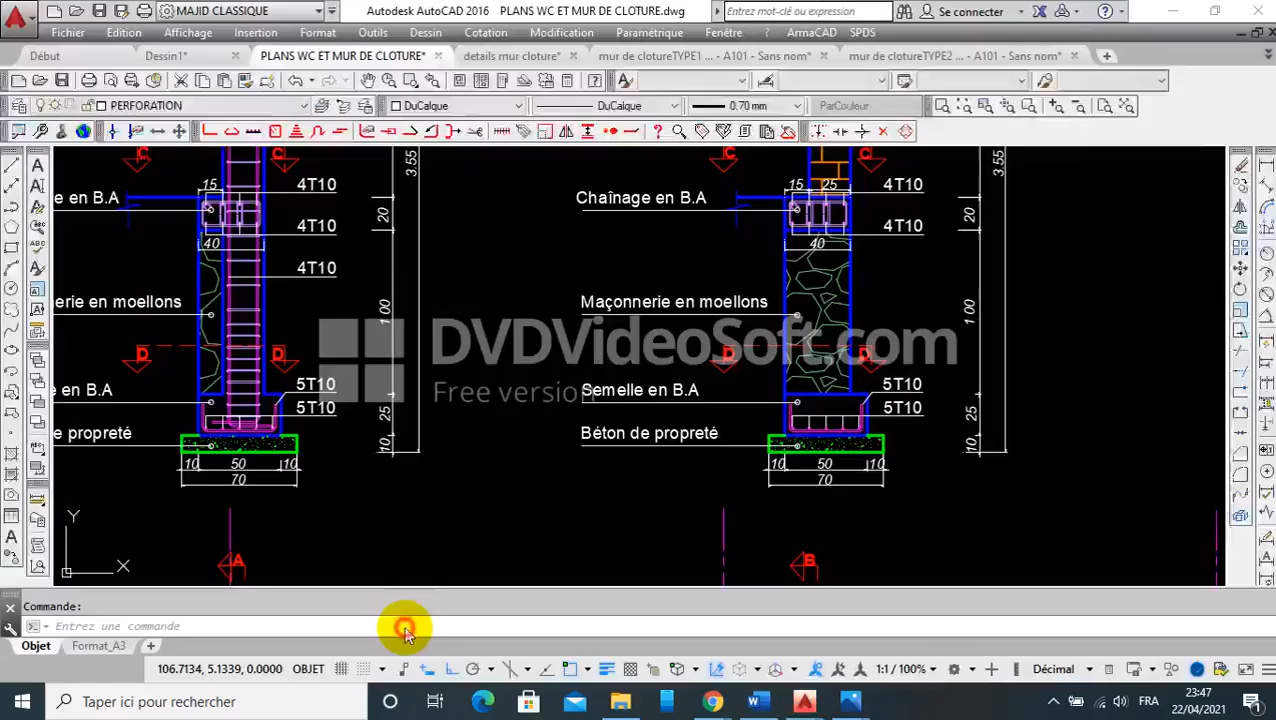 MAJID CLASSIQUE
Autodesk AutoCAD 2016 PLANS WC ET MUR DE CLOTURE.dwg
Entrez mot-clé ou expression
Se connecter
Fichier Edition Affichage Insertion Format Outils Dessin Cotation Modification Paramétrique Fenêtre ? ArmaCAD SPDS
Début Dessin1* PLANS WC ET MUR DE CLOTURE* details mur cloture* mur de clotureTYPE1 ... - A101 - Sans nom* mur de clotureTYPE2 ... - A101 - Sans nom*
PERFORATION DuCalque DuCalque 0.70 mm ParCouleur
C C C C
3.55 3.55
15 4T10 15 25 4T10
e en B.A Chaînage en B.A
20 20
4T10 4T10
40 40
4T10
erie en moellons Maçonnerie en moellons
1 00 1 00
DVDVideoSoft.com
D D D D
5T10 5T10
e en B.A Free version Semelle en B.A
5T10 5T10
25 25
e propreté Béton de propreté
10 10
10 50 10 10 50 10
70 70
Y
X
A B
Commande:
Entrez une commande
Objet Format_A3
106.7134, 5.1339, 0.0000 OBJET 1:1 / 100% Décimal
Taper ici pour rechercher
FRA
23:47
22/04/2021